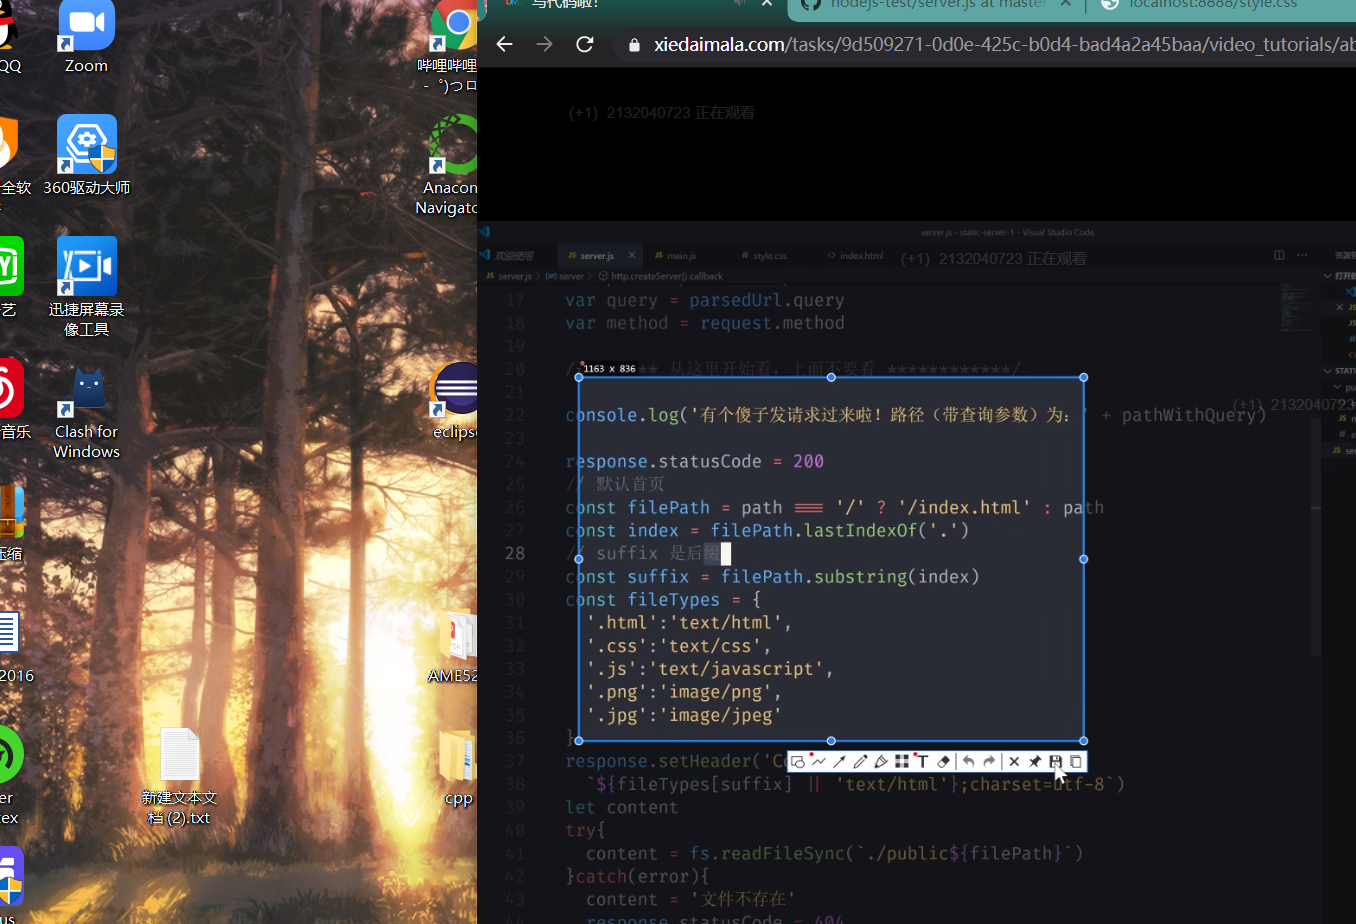 QQ
Zoom
哔哩哔哩
- ゜)つロ
全软
360驱动大师
Anacon
Navigato
艺
迅捷屏幕录
像工具
音乐
Clash for
Windows
eclipse
压缩
2016
AME52
er
tex
新建文本文
档 (2).txt
cpp
us
写代码啦!
nodejs-test/server.js at master
localhost:8888/style.css
xiedaimala.com/tasks/9d509271-0d0e-425c-b0d4-bad4a2a45baa/video_tutorials/ab
(+1) 2132040723 正在观看
server.js - static-server-1 - Visual Studio Code
欢迎使用
JS server.js ×
JS main.js
# style.css
<> index.html
(+1) 2132040723 正在观看
JS server.js > server > http.createServer() callback
17 var query = parsedUrl.query
18 var method = request.method
19
20 从这里开始看，上面不要看 ************/
1163 x 836
21
22 console.log('有个傻子发请求过来啦！路径（带查询参数）为：' + pathWithQuery)
(+1) 2132040723
23
24 response.statusCode = 200
25 // 默认首页
26 const filePath = path === '/' ? '/index.html' : path
27 const index = filePath.lastIndexOf('.')
28 // suffix 是后缀
29 const suffix = filePath.substring(index)
30 const fileTypes = {
31 '.html':'text/html',
32 '.css':'text/css',
33 '.js':'text/javascript',
34 '.png':'image/png',
35 '.jpg':'image/jpeg'
36 }
37 response.setHeader('Co
38 `${fileTypes[suffix] || 'text/html'};charset=utf-8`)
39 let content
40 try{
41 content = fs.readFileSync(`./public${filePath}`)
42 }catch(error){
43 content = '文件不存在'
44 response.statusCode = 404